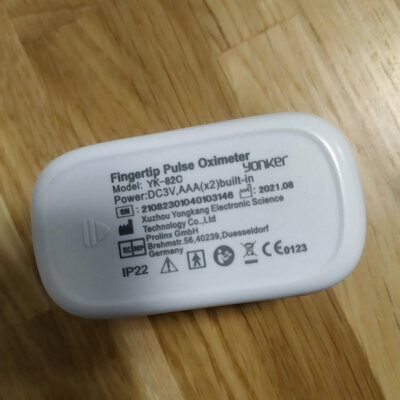 Fingertip Pulse Oximeter
yonker
Model: YK-82C
Power:DC3V,AAA(x2)built-in
SN : 21082301040103146 2021.08
Xuzhou Yongkang Electronic Science
Technology Co.,Ltd
EC REP Prolinx GmbH
Brehmstr.56,40239,Duesseldorf
IP22 CE0123